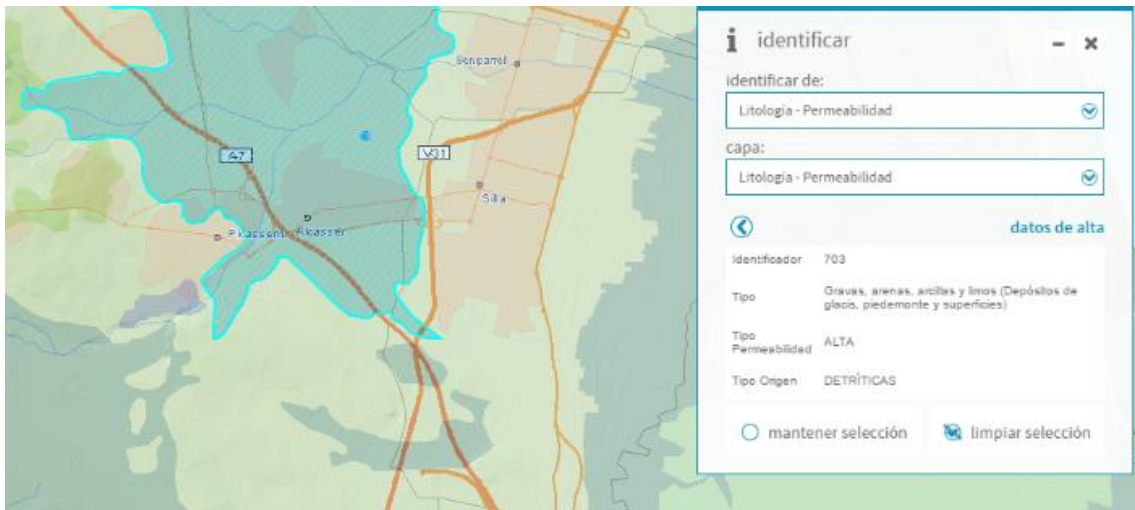 Beniparrell
A7
V31
Silla
Picassent
Alcàsser
identificar
identificar de:
Litología - Permeabilidad
capa:
Litología - Permeabilidad
datos de alta
Identificador 703
Tipo Gravas, arenas, arcillas y limos (Depósitos de
glacis, piedemonte y superficies)
Tipo
Permeabilidad ALTA
Tipo Origen DETRÍTICAS
mantener selección limpiar selección